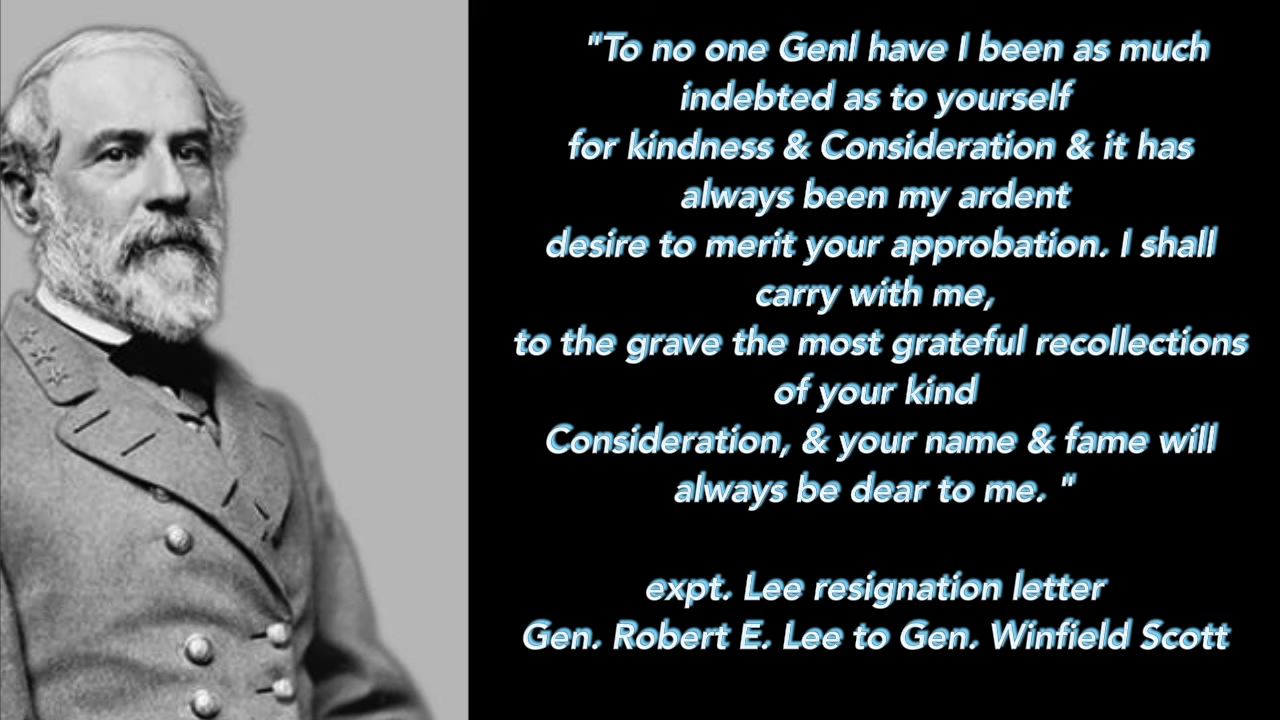 "To no one Genl have I been as much
indebted as to yourself
for kindness & Consideration & it has
always been my ardent
desire to merit your approbation. I shall
carry with me,
to the grave the most grateful recollections
of your kind
Consideration, & your name & fame will
always be dear to me. "
expt. Lee resignation letter
Gen. Robert E. Lee to Gen. Winfield Scott